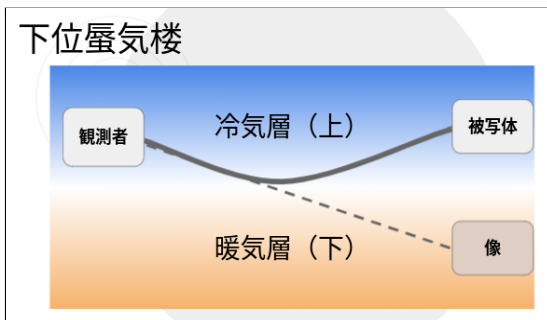 下位蜃気楼
冷気層（上）
観測者
被写体
暖気層（下）
像